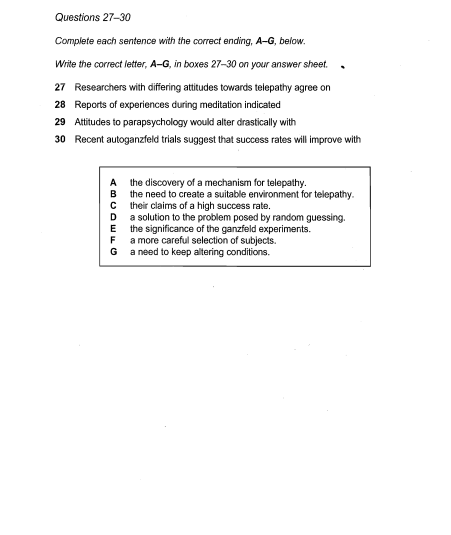 Questions 27–30
Complete each sentence with the correct ending, A–G, below.
Write the correct letter, A–G, in boxes 27–30 on your answer sheet.
27 Researchers with differing attitudes towards telepathy agree on
28 Reports of experiences during meditation indicated
29 Attitudes to parapsychology would alter drastically with
30 Recent autoganzfeld trials suggest that success rates will improve with
A the discovery of a mechanism for telepathy.
B the need to create a suitable environment for telepathy.
C their claims of a high success rate.
D a solution to the problem posed by random guessing.
E the significance of the ganzfeld experiments.
F a more careful selection of subjects.
G a need to keep altering conditions.